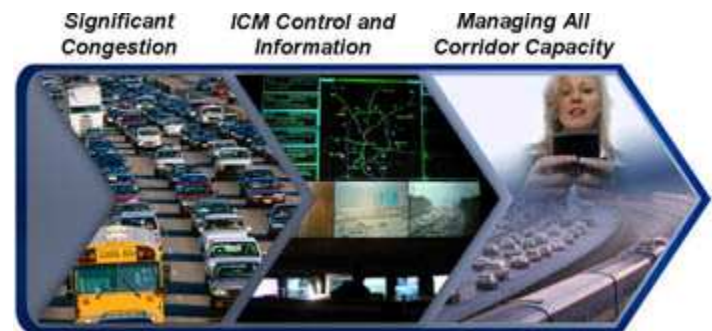 Significant
Congestion
ICM Control and
Information
Managing All
Corridor Capacity